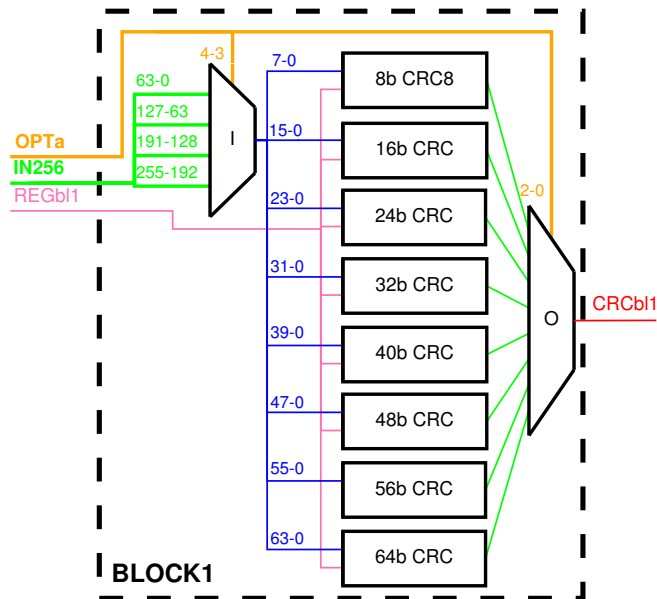 4-3
7-0
8b CRC8
63-0
127-63
15-0
16b CRC
I
OPTa
191-128
IN256
255-192
REGbl1
2-0
23-0
24b CRC
31-0
32b CRC
CRCbl1
O
39-0
40b CRC
47-0
48b CRC
55-0
56b CRC
63-0
64b CRC
BLOCK1